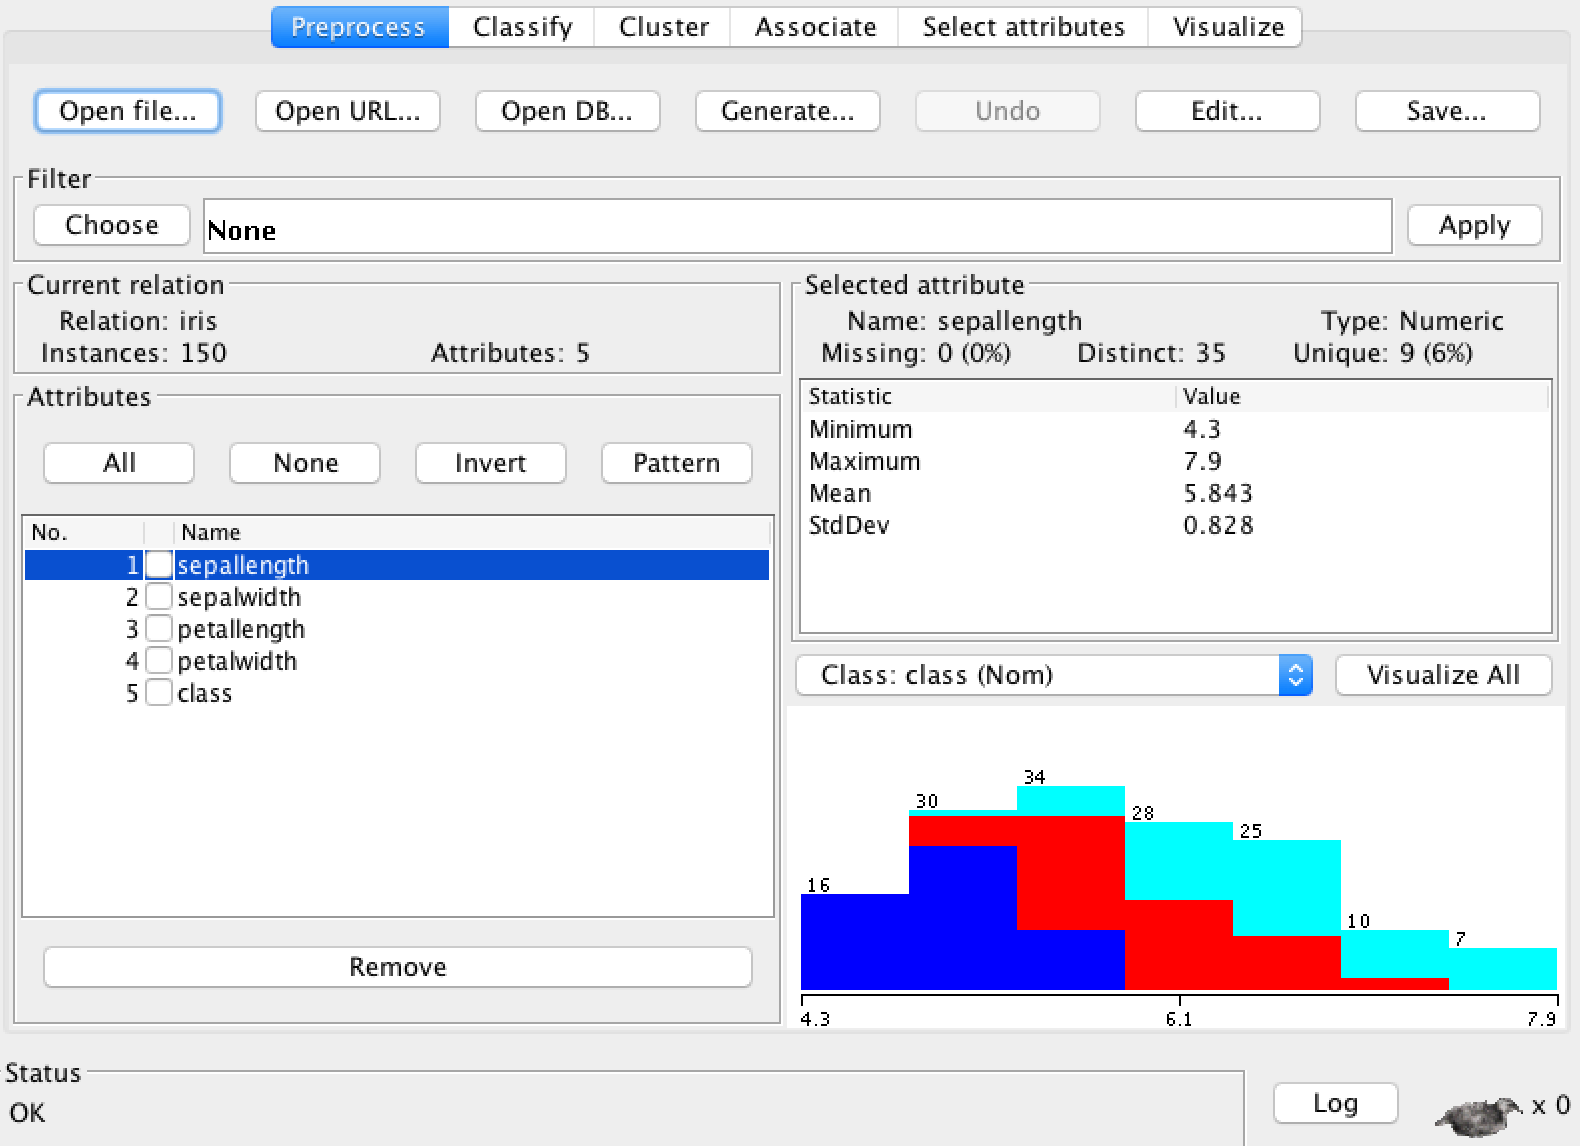 Preprocess Classify Cluster Associate Select attributes Visualize
Open file... Open URL... Open DB... Generate... Undo Edit... Save...
Filter
Choose None Apply
Current relation
Relation: iris
Instances: 150 Attributes: 5
Attributes
All None Invert Pattern
No. Name
1 sepallength
2 sepalwidth
3 petallength
4 petalwidth
5 class
Remove
Selected attribute
Name: sepallength Type: Numeric
Missing: 0 (0%) Distinct: 35 Unique: 9 (6%)
Statistic Value
Minimum 4.3
Maximum 7.9
Mean 5.843
StdDev 0.828
Class: class (Nom) Visualize All
16 30 34 28 25 10 7
4.3 6.1 7.9
Status
OK
Log x 0